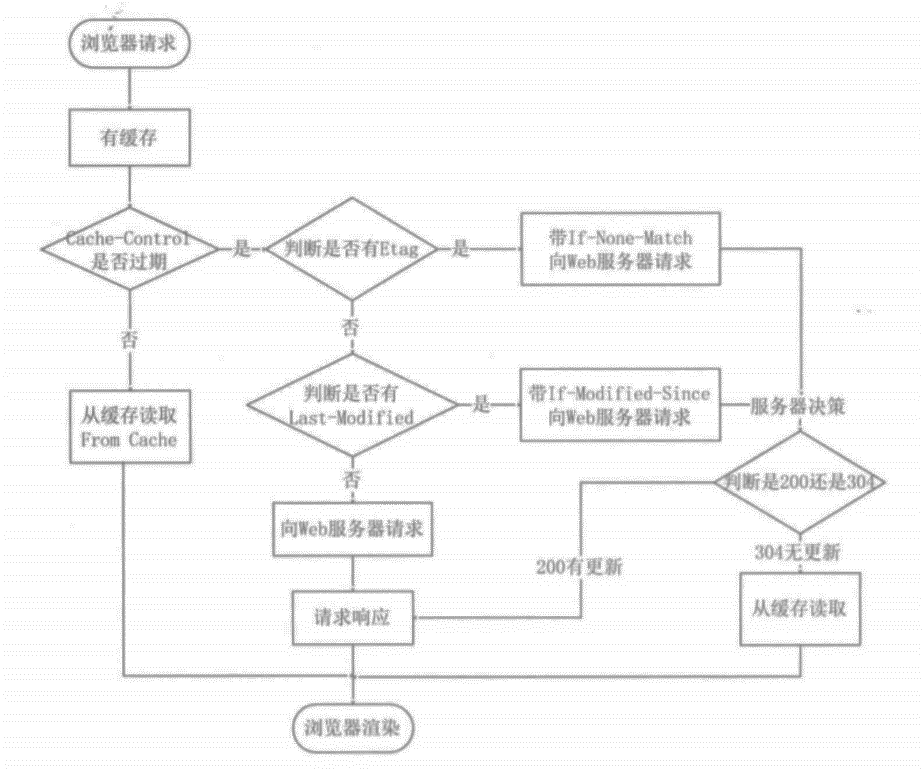 浏览器请求
有缓存
Cache-Control
是否过期
是
判断是否有Etag
是
带If-None-Match
向Web服务器请求
否
否
从缓存读取
From Cache
判断是否有
Last-Modified
是
带If-Modified-Since
向Web服务器请求
服务器决策
判断是200还是304
否
向Web服务器请求
200有更新
304无更新
请求响应
从缓存读取
浏览器渲染